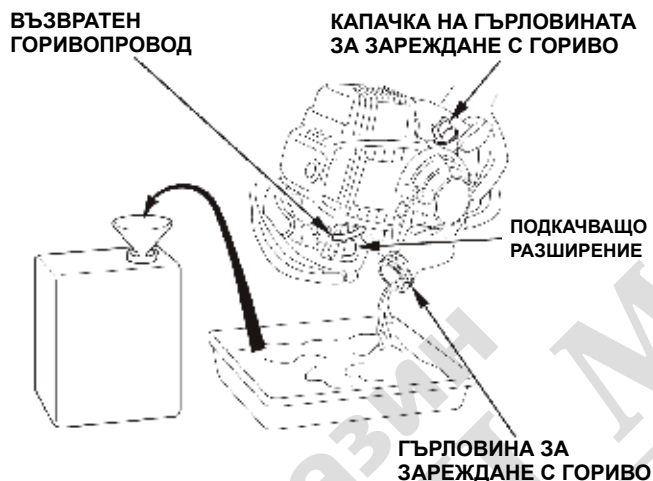 ВЪЗВРАТЕН
ГОРИВОПРОВОД
КАПАЧКА НА ГЪРЛОВИНАТА
ЗА ЗАРЕЖДАНЕ С ГОРИВО
ПОДКАЧВАЩО
РАЗШИРЕНИЕ
ГЪРЛОВИНА ЗА
ЗАРЕЖДАНЕ С ГОРИВО